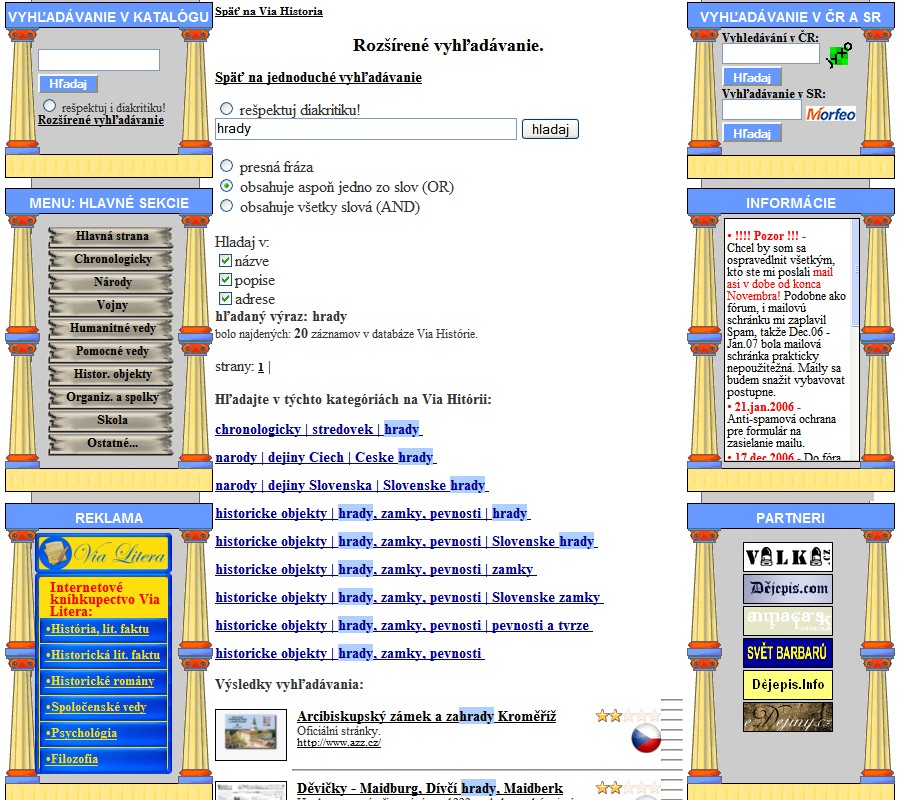 VYHĽADÁVANIE V KATALÓGU
Hľadaj
rešpektuj i diakritiku!
Rozšírené vyhľadávanie
MENU: HLAVNÉ SEKCIE
Hlavná strana
Chronologicky
Národy
Vojny
Humanitné vedy
Pomocné vedy
Histor. objekty
Organiz. a spolky
Skola
Ostatné...
REKLAMA
Via Litera
Internetové
kníhkupectvo Via
Litera:
•História, lit. faktu
•Historická lit. faktu
•Historické romány
•Spoločenské vedy
•Psychológia
•Filozofia
Späť na Via Historia
Rozšírené vyhľadávanie.
Späť na jednoduché vyhľadávanie
rešpektuj diakritiku!
hrady
hladaj
presná fráza
obsahuje aspoň jedno zo slov (OR)
obsahuje všetky slová (AND)
Hladaj v:
názve
popise
adrese
hľadaný výraz: hrady
bolo najdených: 20 záznamov v databáze Via Histórie.
strany: 1 |
Hľadajte v týchto kategóriách na Via Hitórii:
chronologicky | stredovek | hrady
narody | dejiny Ciech | Ceske hrady
narody | dejiny Slovenska | Slovenske hrady
historicke objekty | hrady, zamky, pevnosti | hrady
historicke objekty | hrady, zamky, pevnosti | Slovenske hrady
historicke objekty | hrady, zamky, pevnosti | zamky
historicke objekty | hrady, zamky, pevnosti | Slovenske zamky
historicke objekty | hrady, zamky, pevnosti | pevnosti a tvrze
historicke objekty | hrady, zamky, pevnosti
Výsledky vyhľadávania:
Arcibiskupský zámek a zahrady Kroměříž
Oficiální stránky.
http://www.azz.cz/
Děvičky - Maidburg, Dívčí hrady, Maidberk
VYHĽADÁVANIE V ČR A SR
Vyhledávání v ČR:
Hľadaj
Vyhľadávanie v SR:
Morfeo
Hľadaj
INFORMÁCIE
• !!!! Pozor !!! -
Chcel by som sa
ospravedlnit všetkým,
kto ste mi poslali mail
asi v dobe od konca
Novembra! Podobne ako
fórum, i mailovú
schránku mi zaplavil
Spam, takže Dec.06 -
Jan.07 bola mailová
schránka prakticky
nepoužitežná. Maily sa
budem snažit vybavovat
postupne.
• 21.jan.2006 -
Anti-spamová ochrana
pre formulár na
zasielanie mailu.
• 17.dec.2006 - Do fóra
PARTNERI
VALKA.cz
Dějepis.com
SVĚT BARBARŮ
Dějepis.Info
e-Dejiny.cz